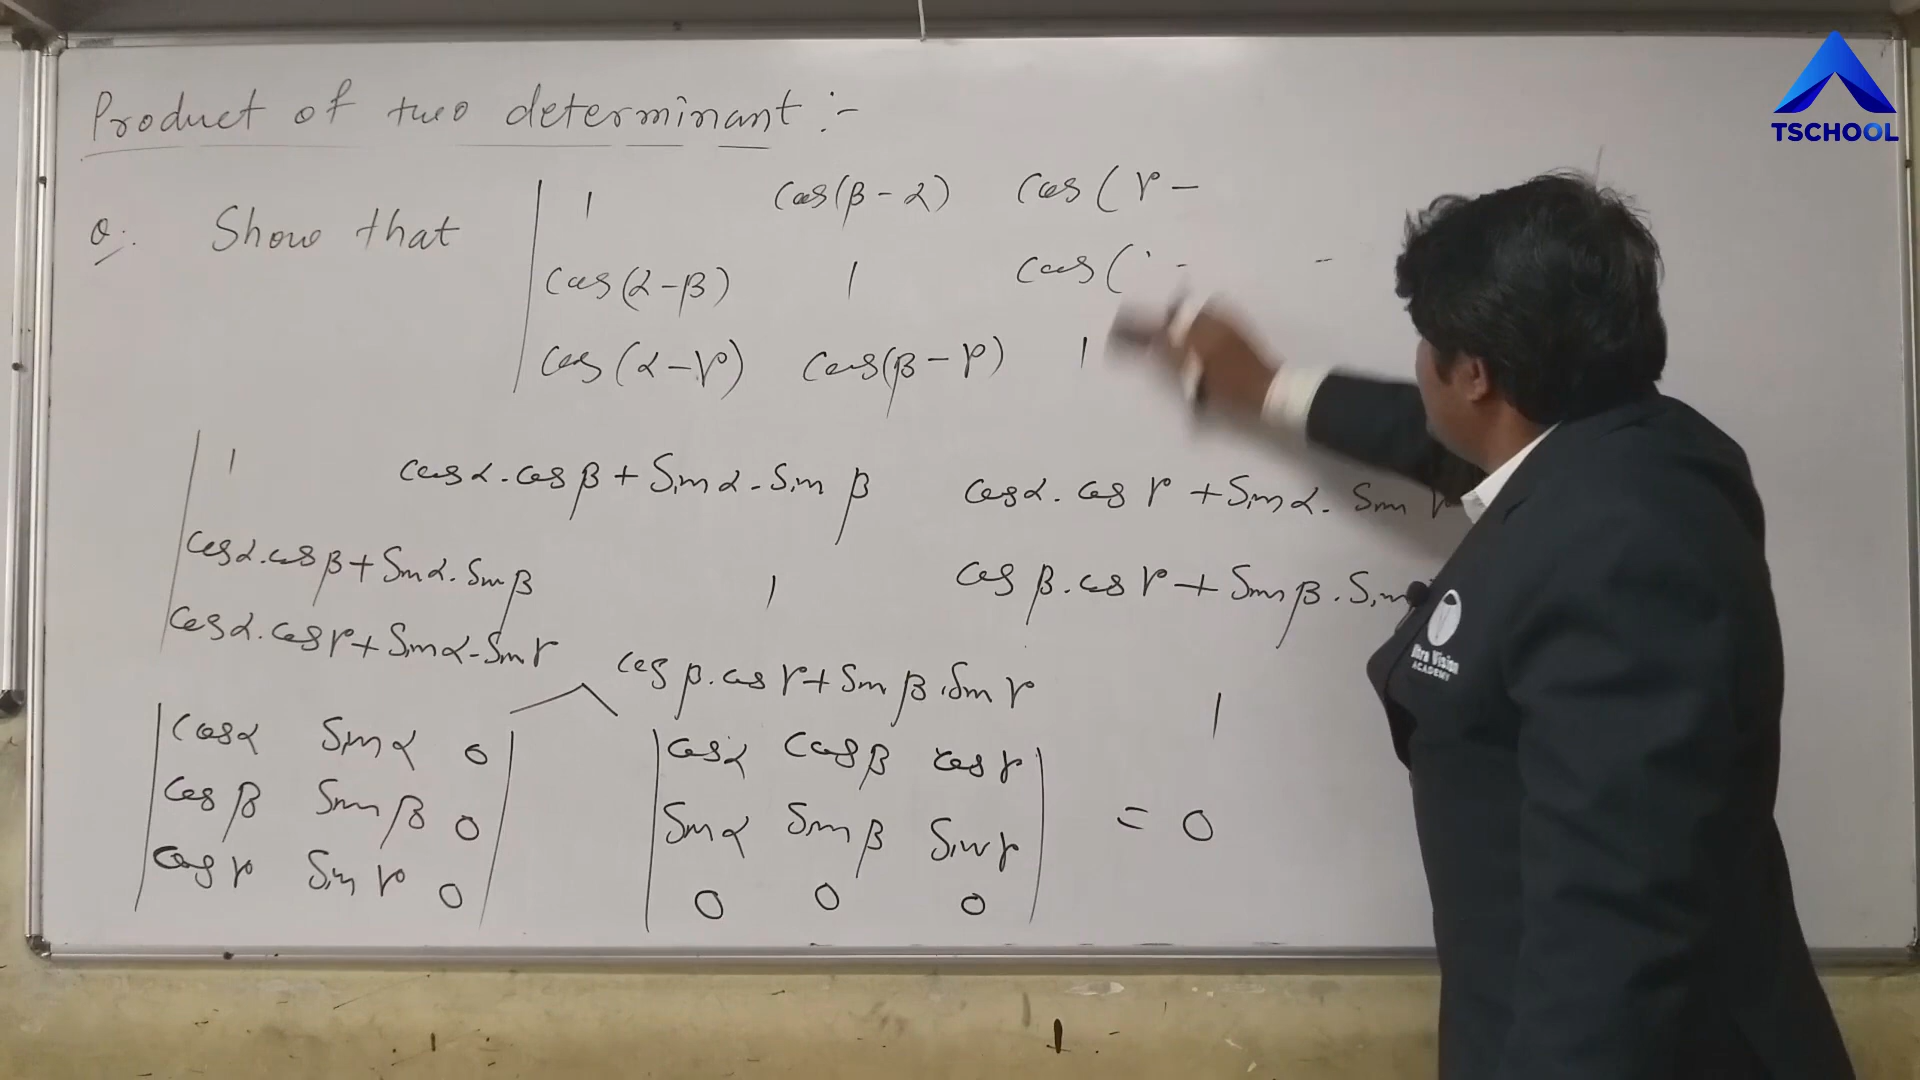 TSCHOOL
Product of two determinant :-
Q:. Show that
1 cos(β-α) cos(γ-
cos(α-β) 1 cos(
cos(α-γ) cos(β-γ) 1
1 cosα.cosβ+Sinα.Sinβ cosα.cosγ+Sinα.Sinγ
cosα.cosβ+Sinα.Sinβ 1 cosβ.cosγ+Sinβ.Sin
cosα.cosγ+Sinα.Sinγ cosβ.cosγ+Sinβ.Sinγ 1
cosα Sinα 0 cosα cosβ cosγ
cosβ Sinβ 0 Sinα Sinβ Sinγ = 0
cosγ Sinγ 0 0 0 0
Vision
ACADEMY